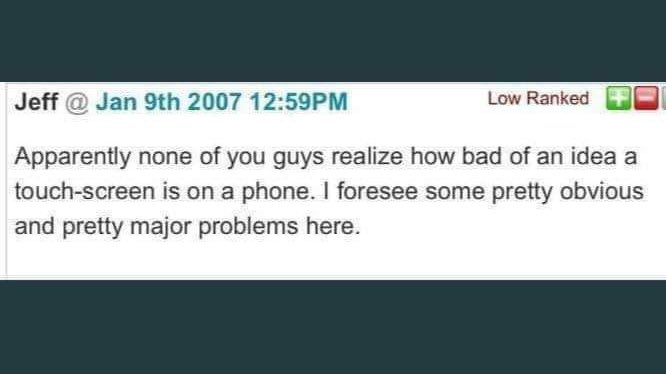 Jeff @ Jan 9th 2007 12:59PM Low Ranked
Apparently none of you guys realize how bad of an idea a
touch-screen is on a phone. I foresee some pretty obvious
and pretty major problems here.